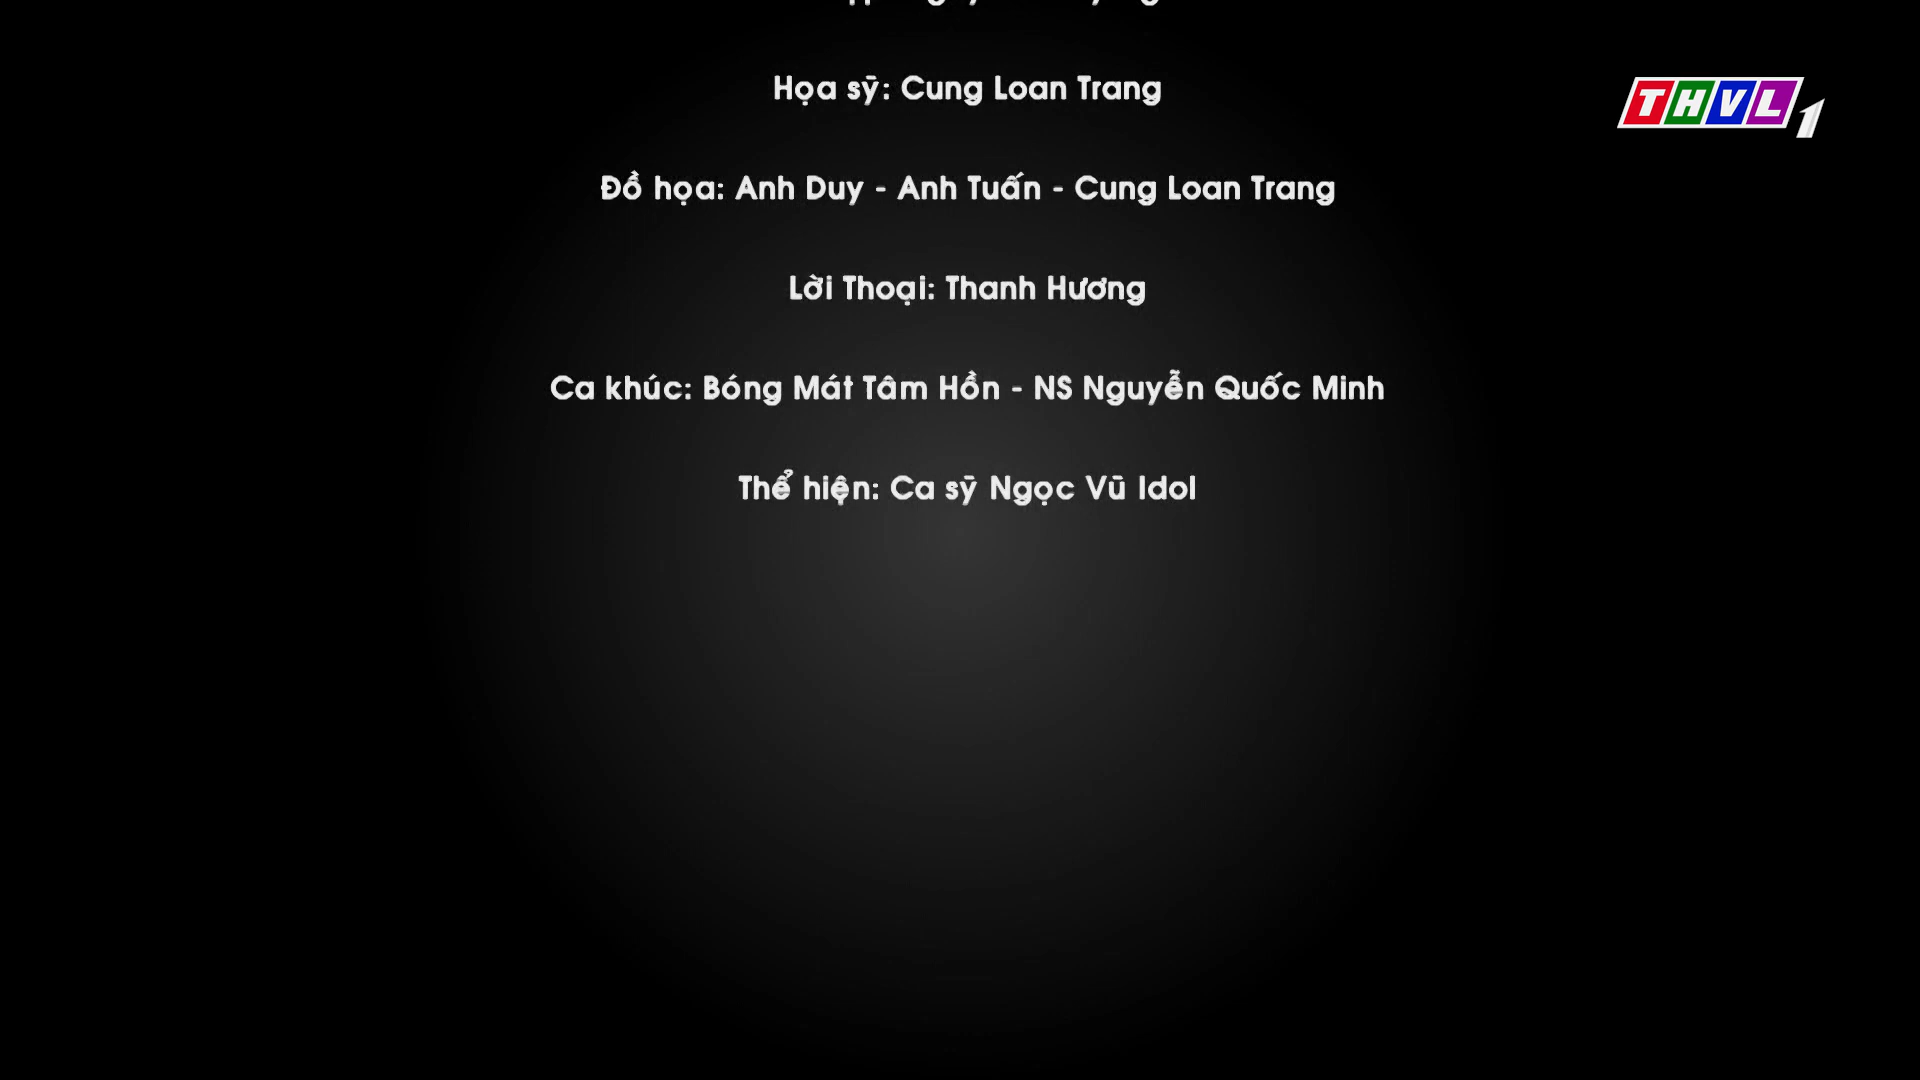 Họa sỹ: Cung Loan Trang
THVL1
Đồ họa: Anh Duy - Anh Tuấn - Cung Loan Trang
Lời Thoại: Thanh Hương
Ca khúc: Bóng Mát Tâm Hồn - NS Nguyễn Quốc Minh
Thể hiện: Ca sỹ Ngọc Vũ Idol